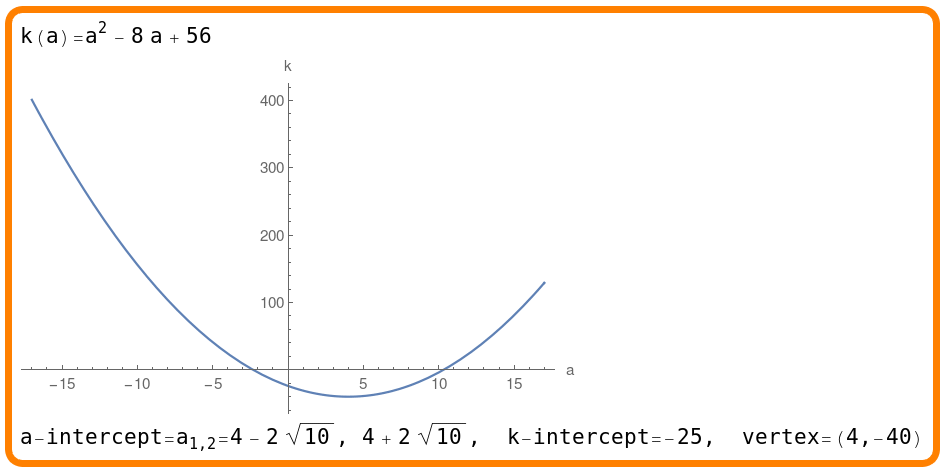 k(a)=a² − 8 a + 56
k
400
300
200
100
−15 −10 −5 5 10 15 a
a−intercept=a₁,₂=4 − 2 √10, 4 + 2 √10, k−intercept=−25, vertex=(4,−40)